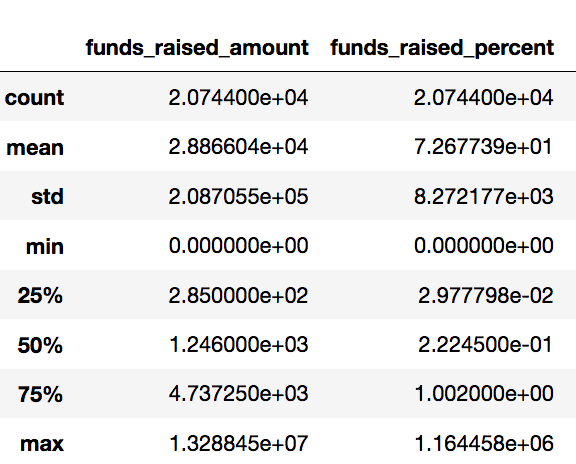 funds_raised_amount funds_raised_percent
count 2.074400e+04 2.074400e+04
mean 2.886604e+04 7.267739e+01
std 2.087055e+05 8.272177e+03
min 0.000000e+00 0.000000e+00
25% 2.850000e+02 2.977798e-02
50% 1.246000e+03 2.224500e-01
75% 4.737250e+03 1.002000e+00
max 1.328845e+07 1.164458e+06